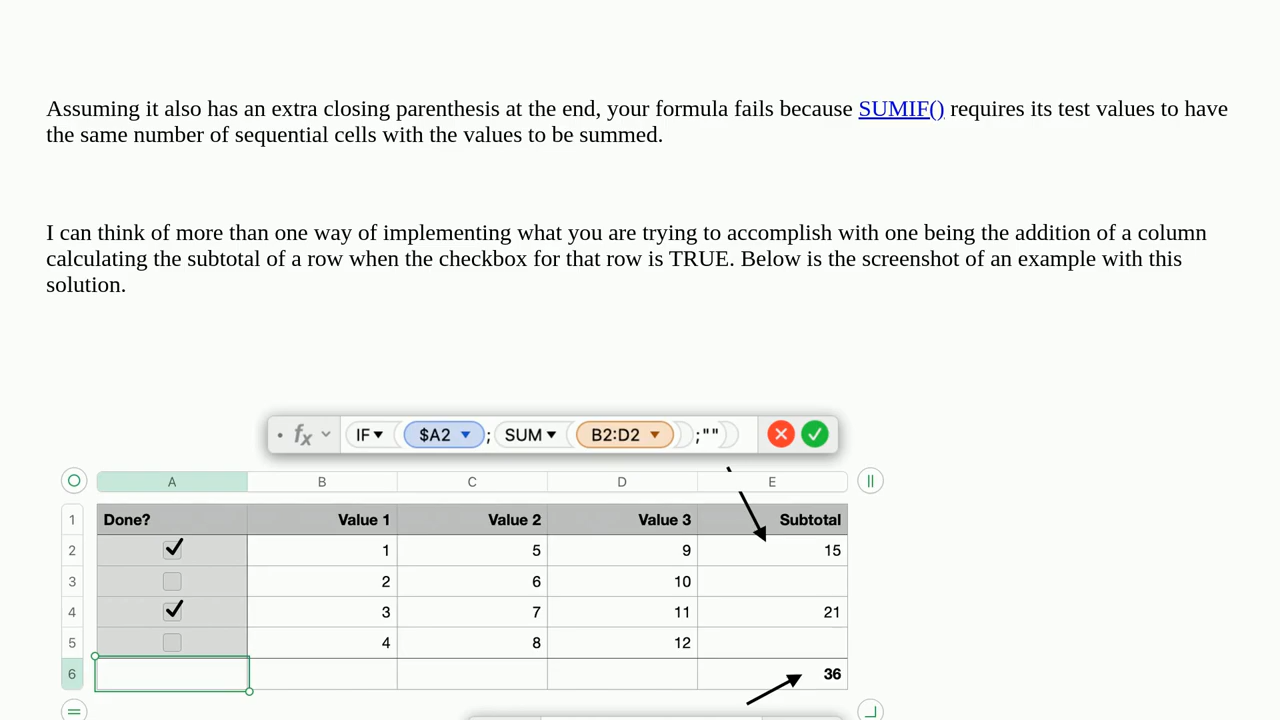 Assuming it also has an extra closing parenthesis at the end, your formula fails because SUMIF() requires its test values to have
the same number of sequential cells with the values to be summed.
I can think of more than one way of implementing what you are trying to accomplish with one being the addition of a column
calculating the subtotal of a row when the checkbox for that row is TRUE. Below is the screenshot of an example with this
solution.
fx IF $A2 ; SUM B2:D2 ;""
A B C D E
1 Done? Value 1 Value 2 Value 3 Subtotal
2 1 5 9 15
3 2 6 10
4 3 7 11 21
5 4 8 12
6 36